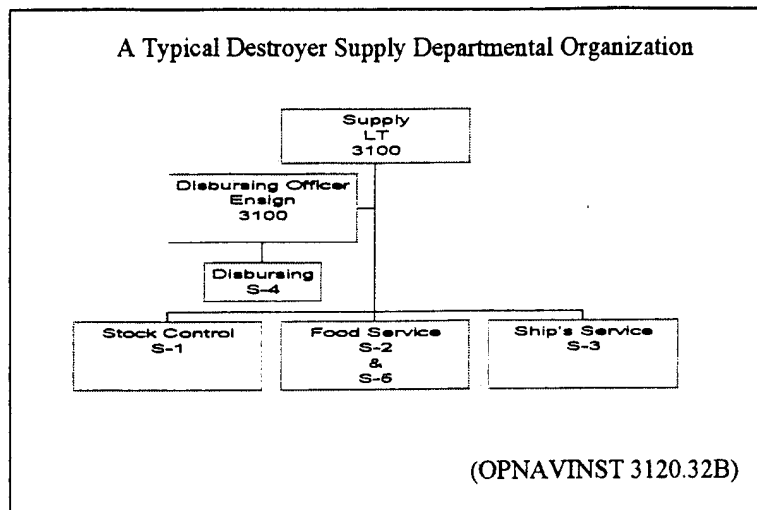 A Typical Destroyer Supply Departmental Organization
Supply
LT
3100
Disbursing Officer
Ensign
3100
Disbursing
S-4
Stock Control
S-1
Food Service
S-2
&
S-5
Ship's Service
S-3
(OPNAVINST 3120.32B)